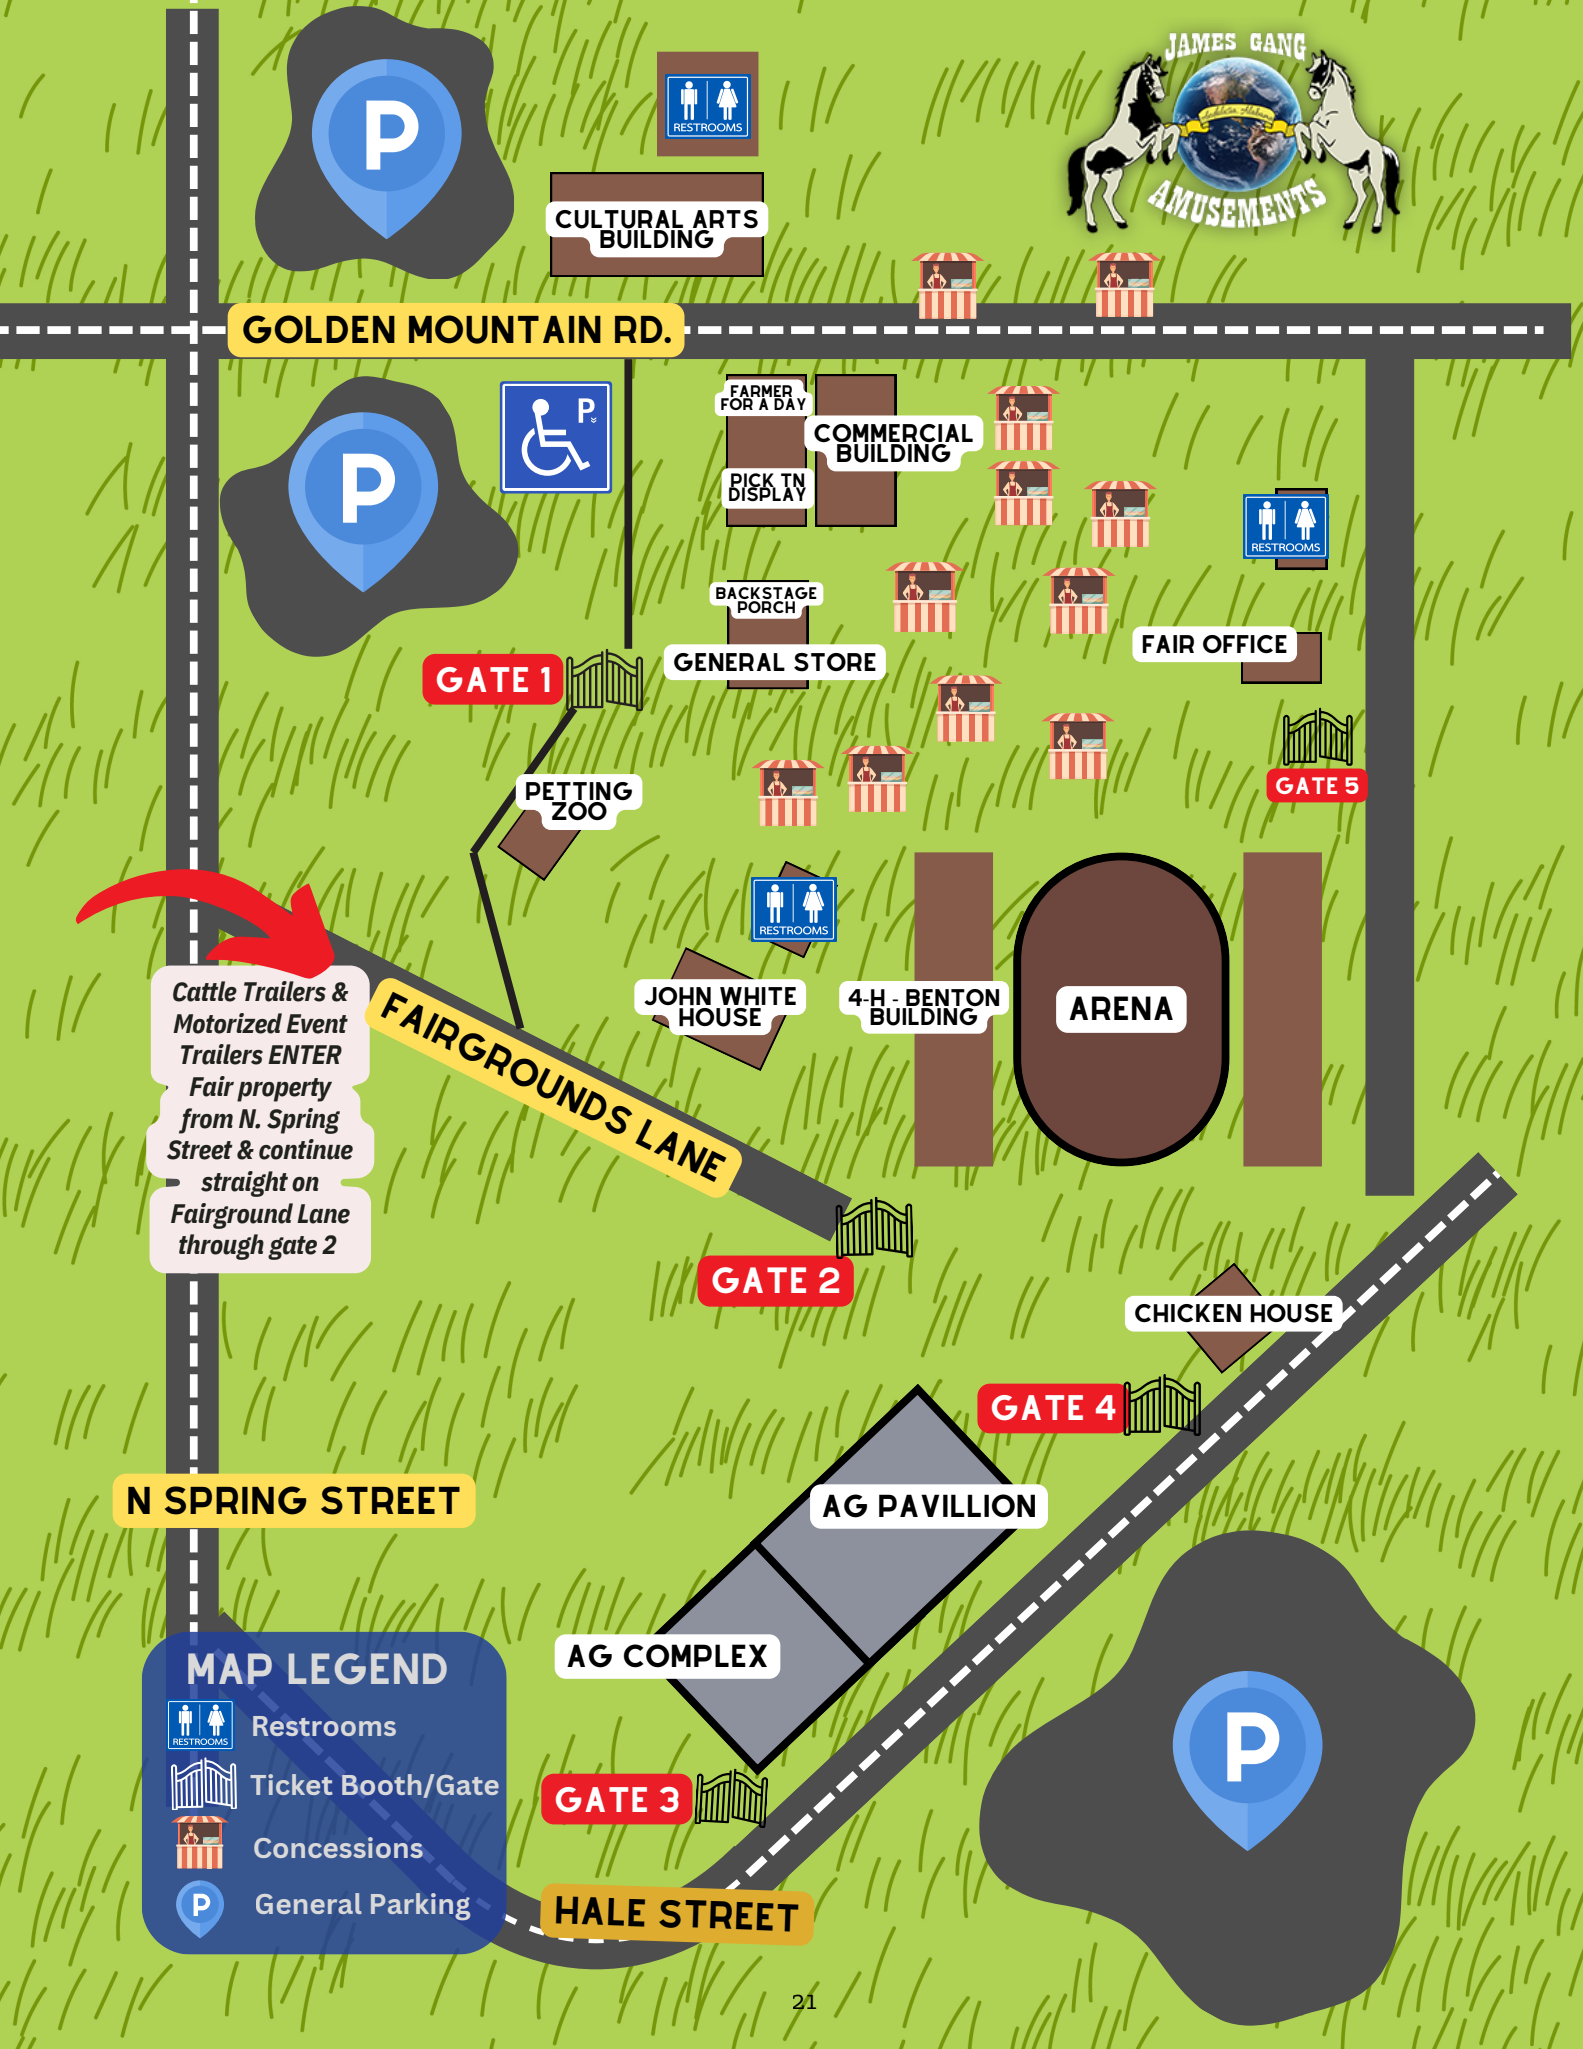 JAMES GANG
Andalusia, Alabama
AMUSEMENTS
P
RESTROOMS
CULTURAL ARTS
BUILDING
GOLDEN MOUNTAIN RD.
P
P
FARMER
FOR A DAY
COMMERCIAL
BUILDING
PICK TN
DISPLAY
RESTROOMS
BACKSTAGE
PORCH
GENERAL STORE
FAIR OFFICE
GATE 1
GATE 5
PETTING
ZOO
RESTROOMS
JOHN WHITE
HOUSE
4-H - BENTON
BUILDING
ARENA
Cattle Trailers &
Motorized Event
Trailers ENTER
Fair property
from N. Spring
Street & continue
straight on
Fairground Lane
through gate 2
FAIRGROUNDS LANE
GATE 2
CHICKEN HOUSE
GATE 4
N SPRING STREET
AG PAVILLION
AG COMPLEX
MAP LEGEND
RESTROOMS
Restrooms
Ticket Booth/Gate
Concessions
P
General Parking
GATE 3
P
HALE STREET
21